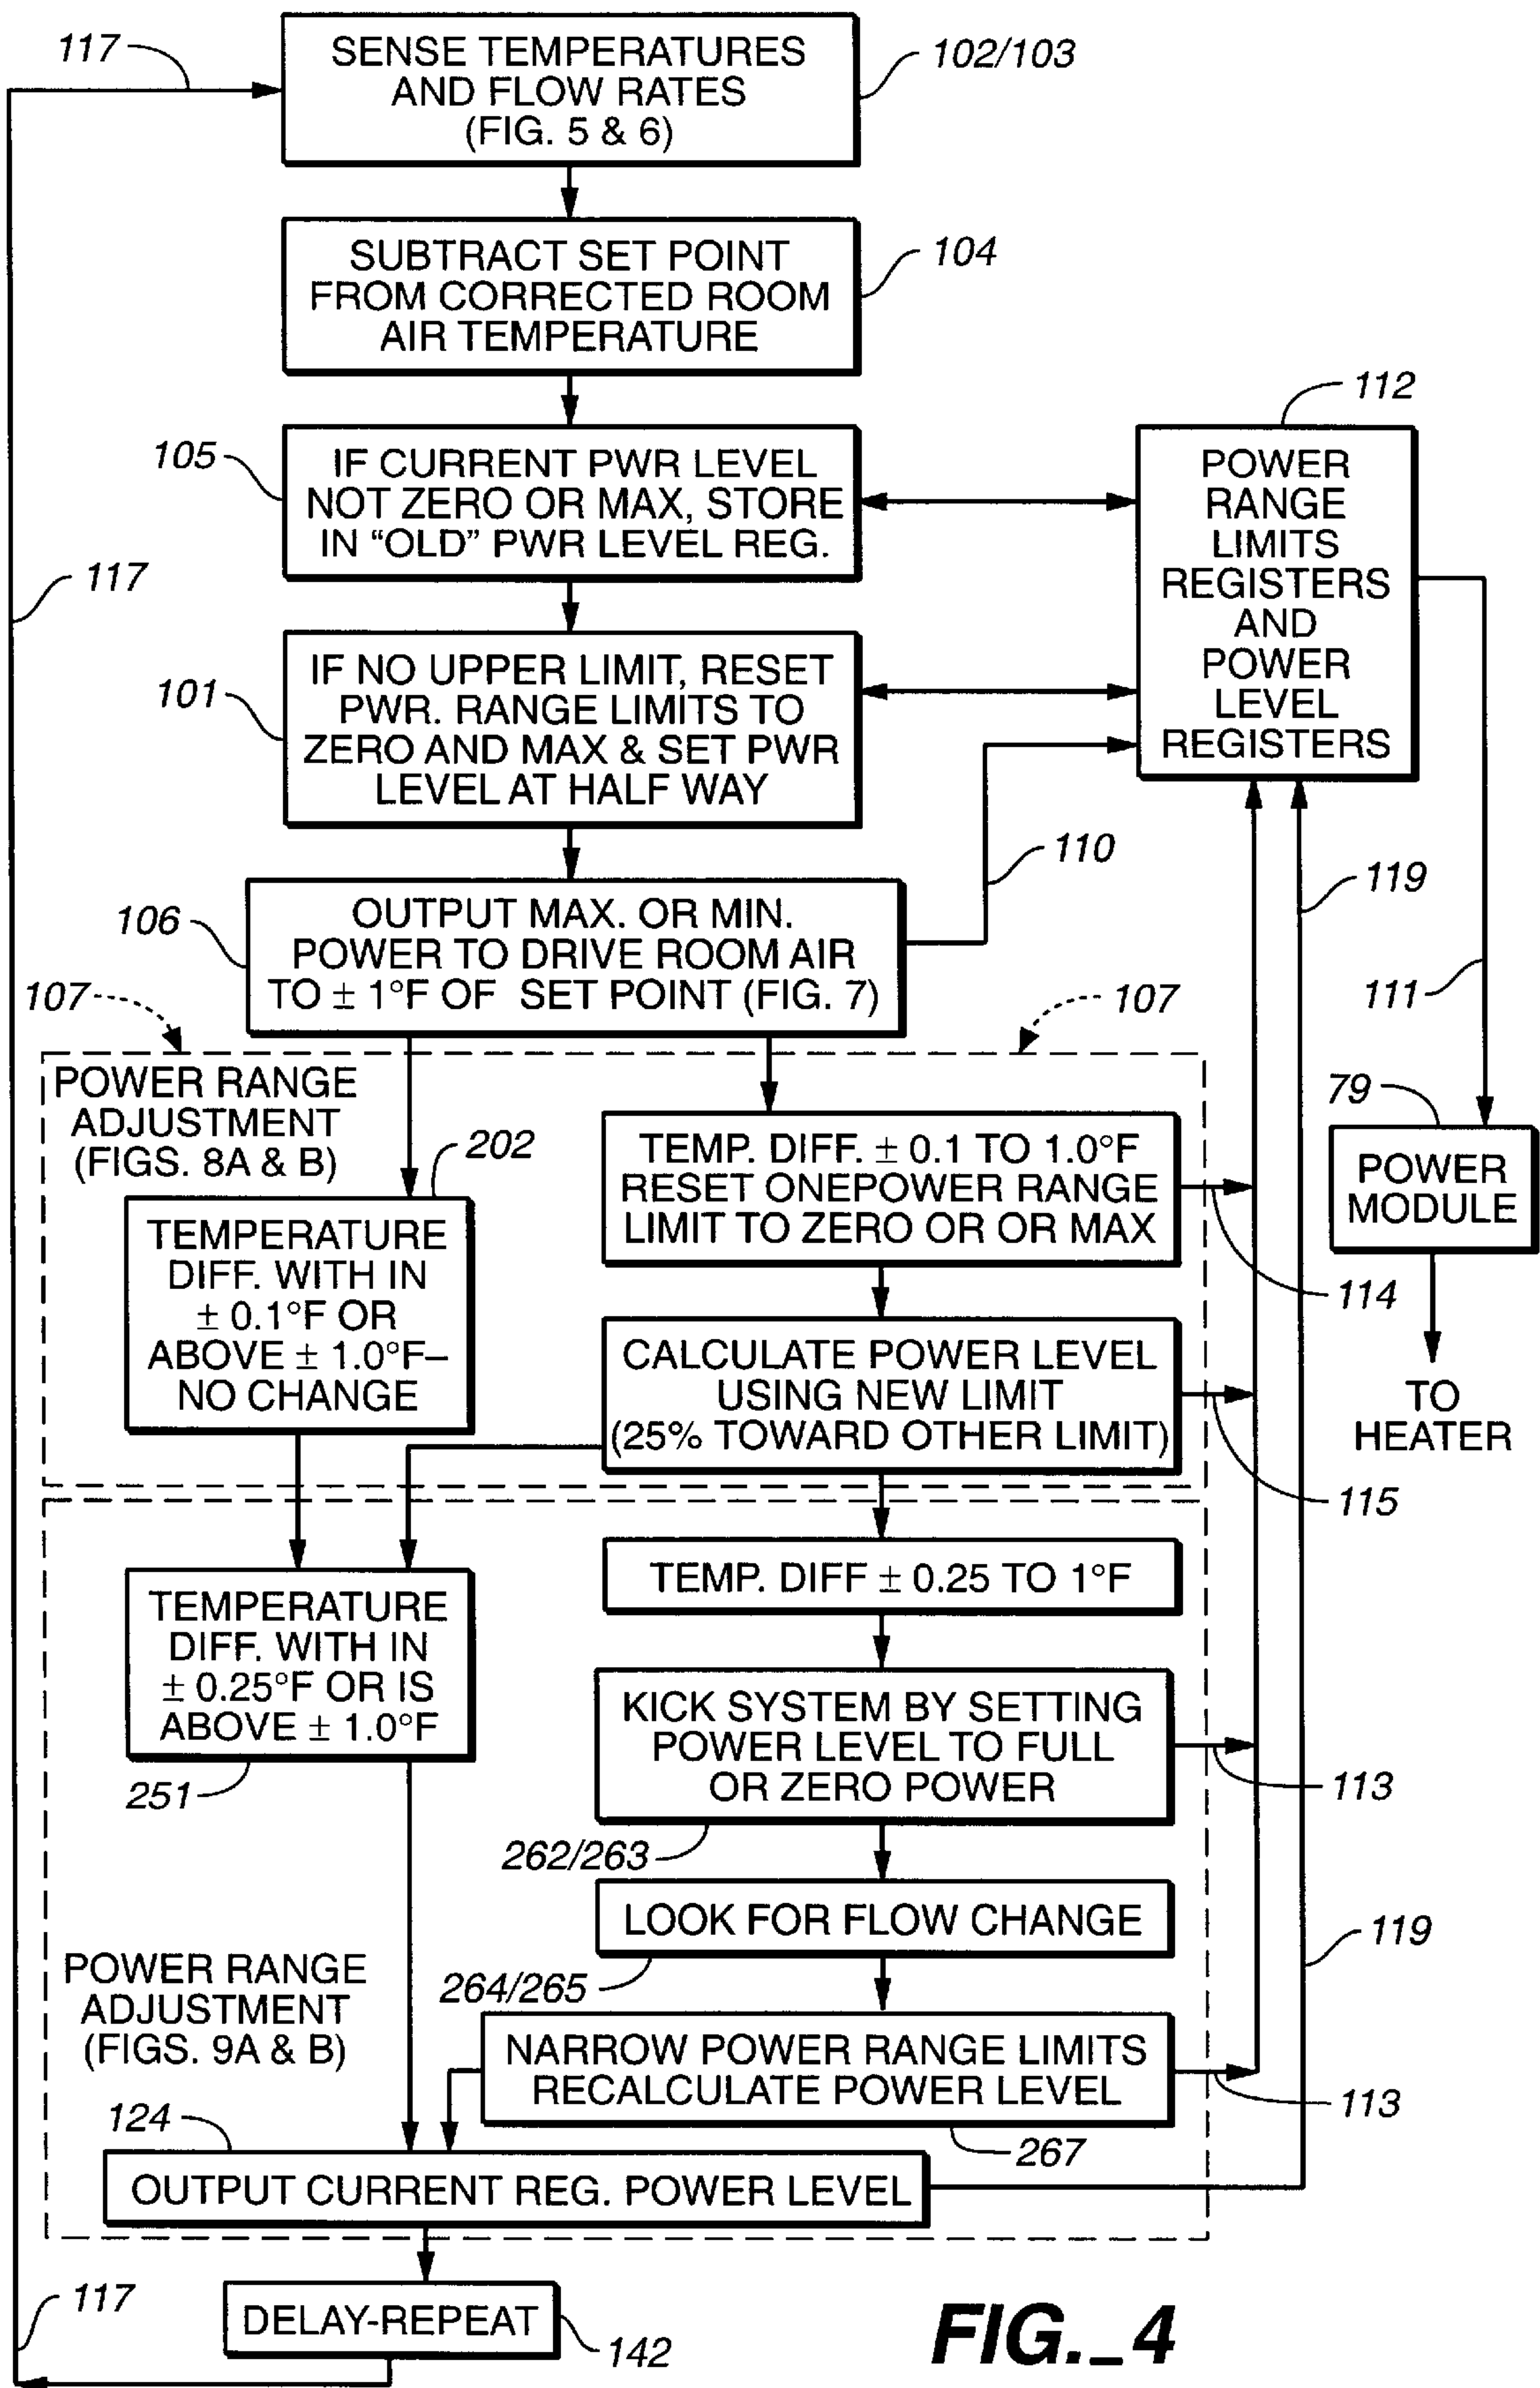 117
SENSE TEMPERATURES
AND FLOW RATES
(FIG. 5 & 6)
102/103
SUBTRACT SET POINT
FROM CORRECTED ROOM
AIR TEMPERATURE
104
112
105
IF CURRENT PWR LEVEL
NOT ZERO OR MAX, STORE
IN “OLD” PWR LEVEL REG.
POWER
RANGE
LIMITS
REGISTERS
AND
POWER
LEVEL
REGISTERS
117
101
IF NO UPPER LIMIT, RESET
PWR. RANGE LIMITS TO
ZERO AND MAX & SET PWR
LEVEL AT HALF WAY
110
119
106
OUTPUT MAX. OR MIN.
POWER TO DRIVE ROOM AIR
TO ± 1°F OF SET POINT (FIG. 7)
111
107
107
POWER RANGE
ADJUSTMENT
(FIGS. 8A & B)
202
79
TEMP. DIFF. ± 0.1 TO 1.0°F
RESET ONEPOWER RANGE
LIMIT TO ZERO OR OR MAX
POWER
MODULE
TEMPERATURE
DIFF. WITH IN
± 0.1°F OR
ABOVE ± 1.0°F–
NO CHANGE
114
CALCULATE POWER LEVEL
USING NEW LIMIT
(25% TOWARD OTHER LIMIT)
TO
HEATER
115
TEMP. DIFF ± 0.25 TO 1°F
TEMPERATURE
DIFF. WITH IN
± 0.25°F OR IS
ABOVE ± 1.0°F
251
KICK SYSTEM BY SETTING
POWER LEVEL TO FULL
OR ZERO POWER
113
262/263
LOOK FOR FLOW CHANGE
119
264/265
POWER RANGE
ADJUSTMENT
(FIGS. 9A & B)
NARROW POWER RANGE LIMITS
RECALCULATE POWER LEVEL
113
124
267
OUTPUT CURRENT REG. POWER LEVEL
117
DELAY-REPEAT
142
FIG._4